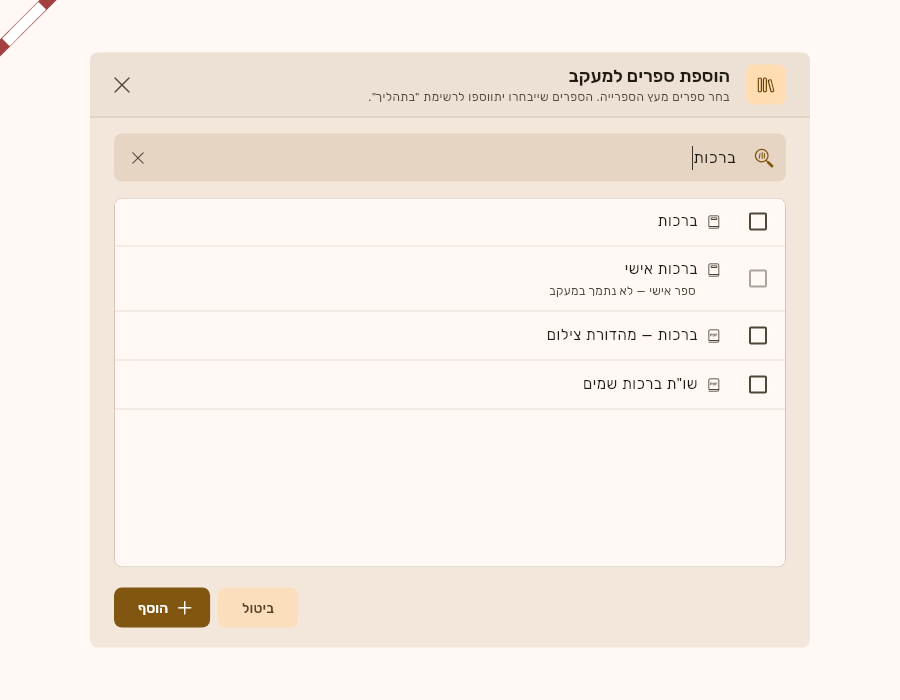 הוספת ספרים למעקב
בחר ספרים מעץ הספרייה. הספרים שייבחרו יתווספו לרשימת "בתהליך".
ברכות
ברכות
ברכות אישי
ספר אישי – לא נתמך במעקב
ברכות – מהדורת צילום
שו"ת ברכות שמים
ביטול
הוסף